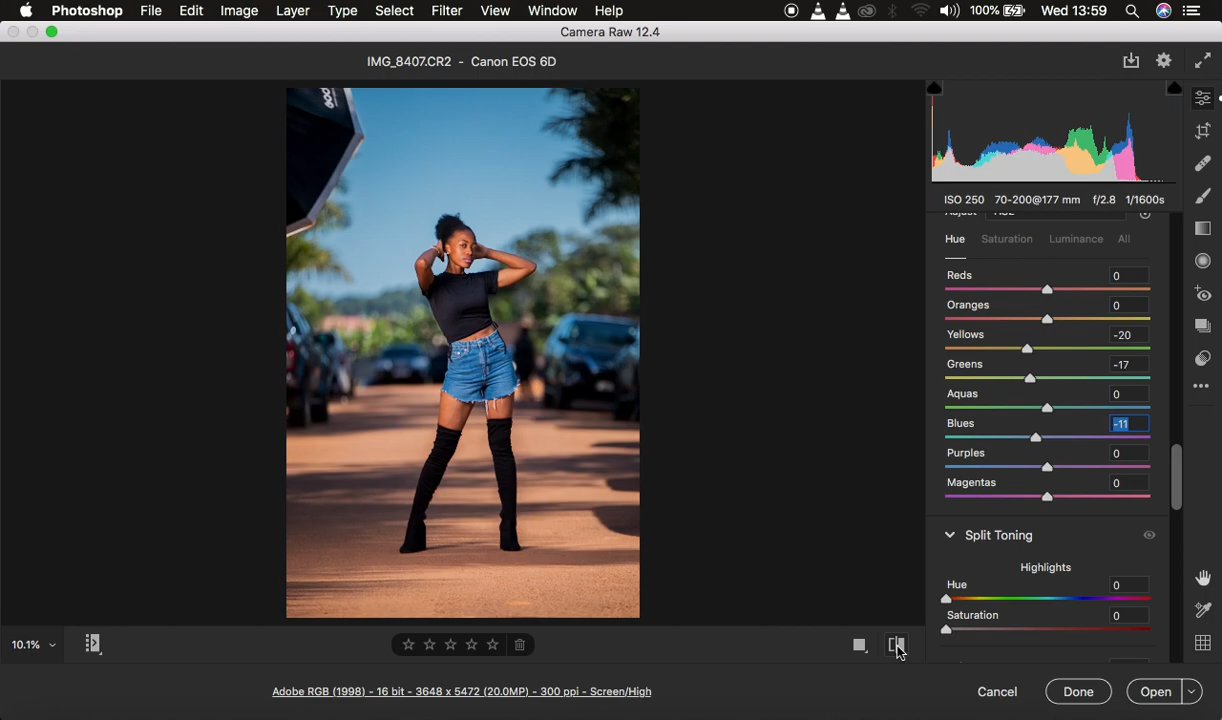 Photoshop File Edit Image Layer Type Select Filter View Window Help 100% Wed 13:59
Camera Raw 12.4
IMG_8407.CR2 - Canon EOS 6D
ISO 250 70-200@177 mm f/2.8 1/1600s
Adjust HSL
Hue Saturation Luminance All
Reds 0
Oranges 0
Yellows -20
Greens -17
Aquas 0
Blues -11
Purples 0
Magentas 0
Split Toning
Highlights
Hue 0
Saturation 0
10.1%
Adobe RGB (1998) - 16 bit - 3648 x 5472 (20.0MP) - 300 ppi - Screen/High
Cancel Done Open